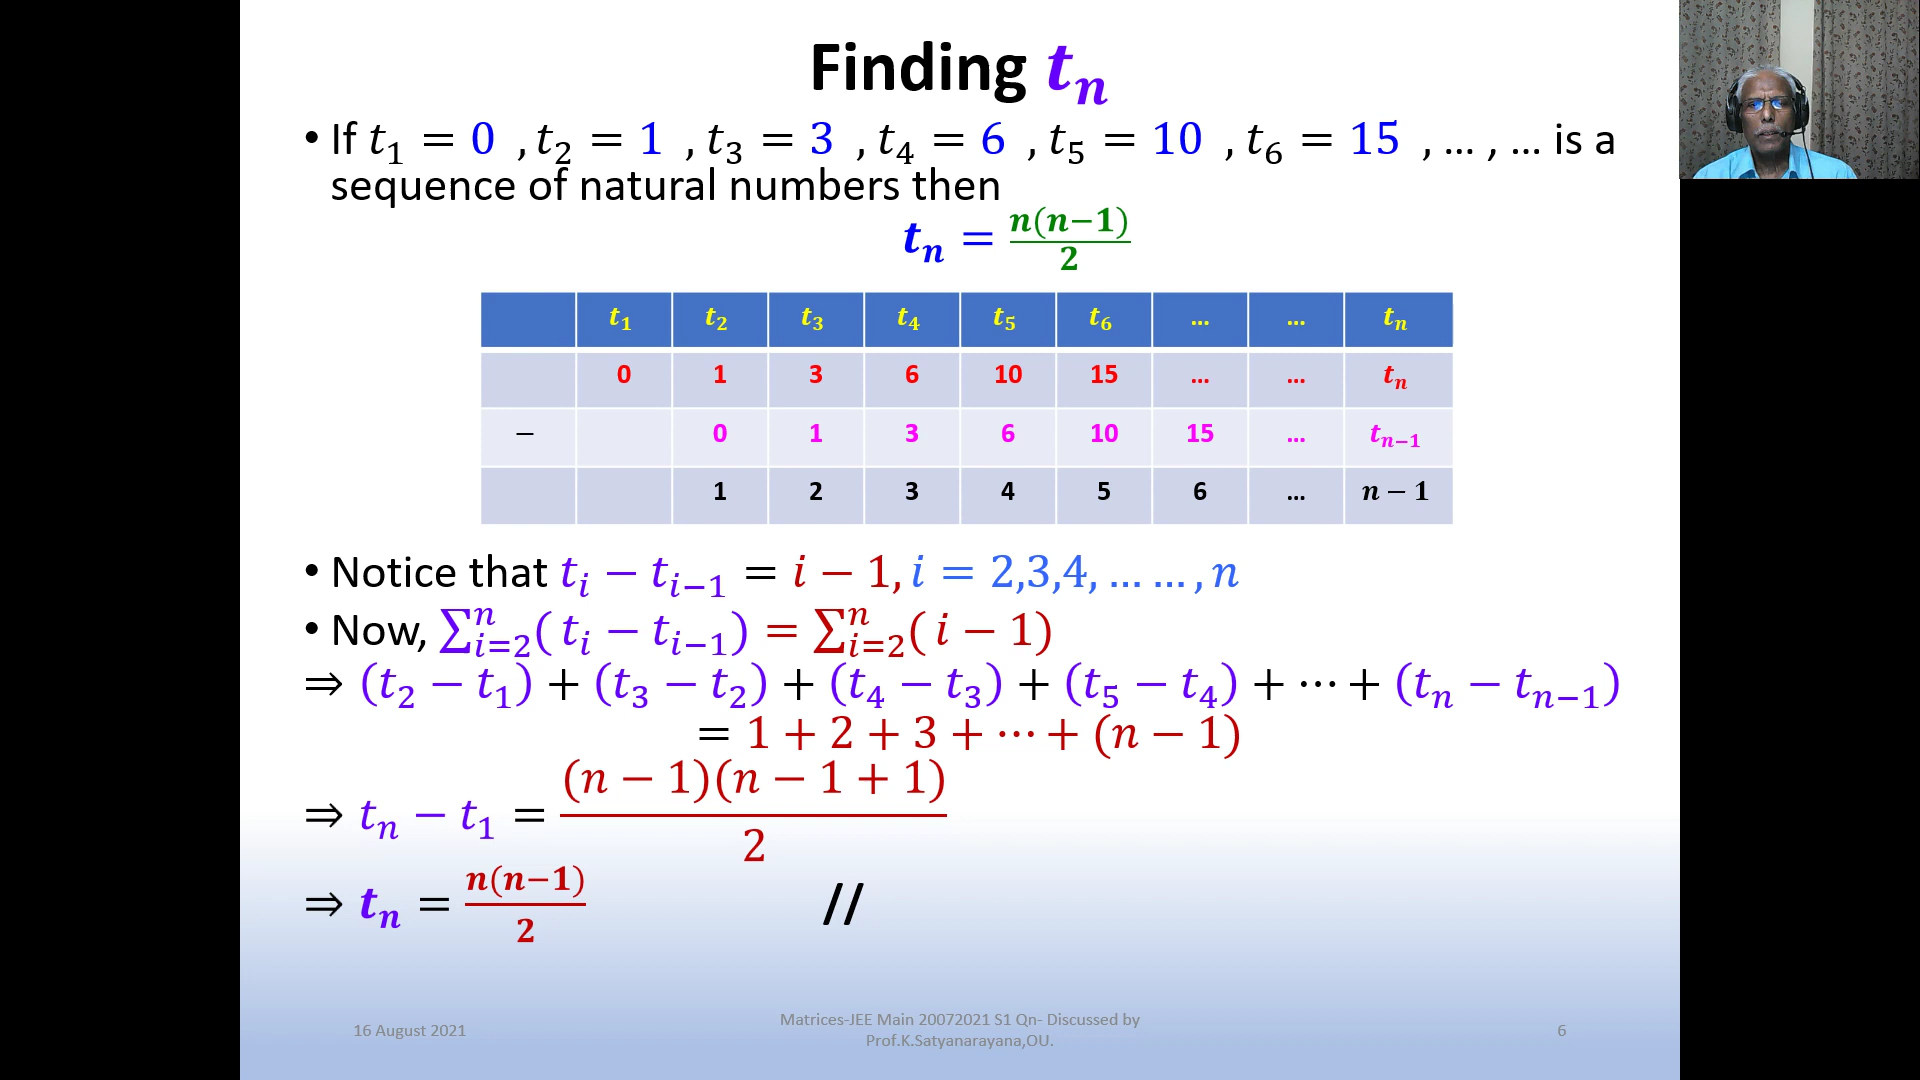 Finding tₙ
• If t₁ = 0 , t₂ = 1 , t₃ = 3 , t₄ = 6 , t₅ = 10 , t₆ = 15 , … , … is a
sequence of natural numbers then
tₙ = n(n−1)/2
t₁ t₂ t₃ t₄ t₅ t₆ … … tₙ
0 1 3 6 10 15 … … tₙ
− 0 1 3 6 10 15 … tₙ₋₁
1 2 3 4 5 6 … n − 1
• Notice that tᵢ − tᵢ₋₁ = i − 1, i = 2,3,4, … … , n
• Now, ∑ⁿᵢ₌₂( tᵢ − tᵢ₋₁) = ∑ⁿᵢ₌₂( i − 1)
⇒ (t₂ − t₁) + (t₃ − t₂) + (t₄ − t₃) + (t₅ − t₄) + ⋯ + (tₙ − tₙ₋₁)
= 1 + 2 + 3 + ⋯ + (n − 1)
⇒ tₙ − t₁ = (n − 1)(n − 1 + 1)/2
⇒ tₙ = n(n−1)/2 //
16 August 2021
Matrices-JEE Main 20072021 S1 Qn- Discussed by
Prof.K.Satyanarayana,OU.
6